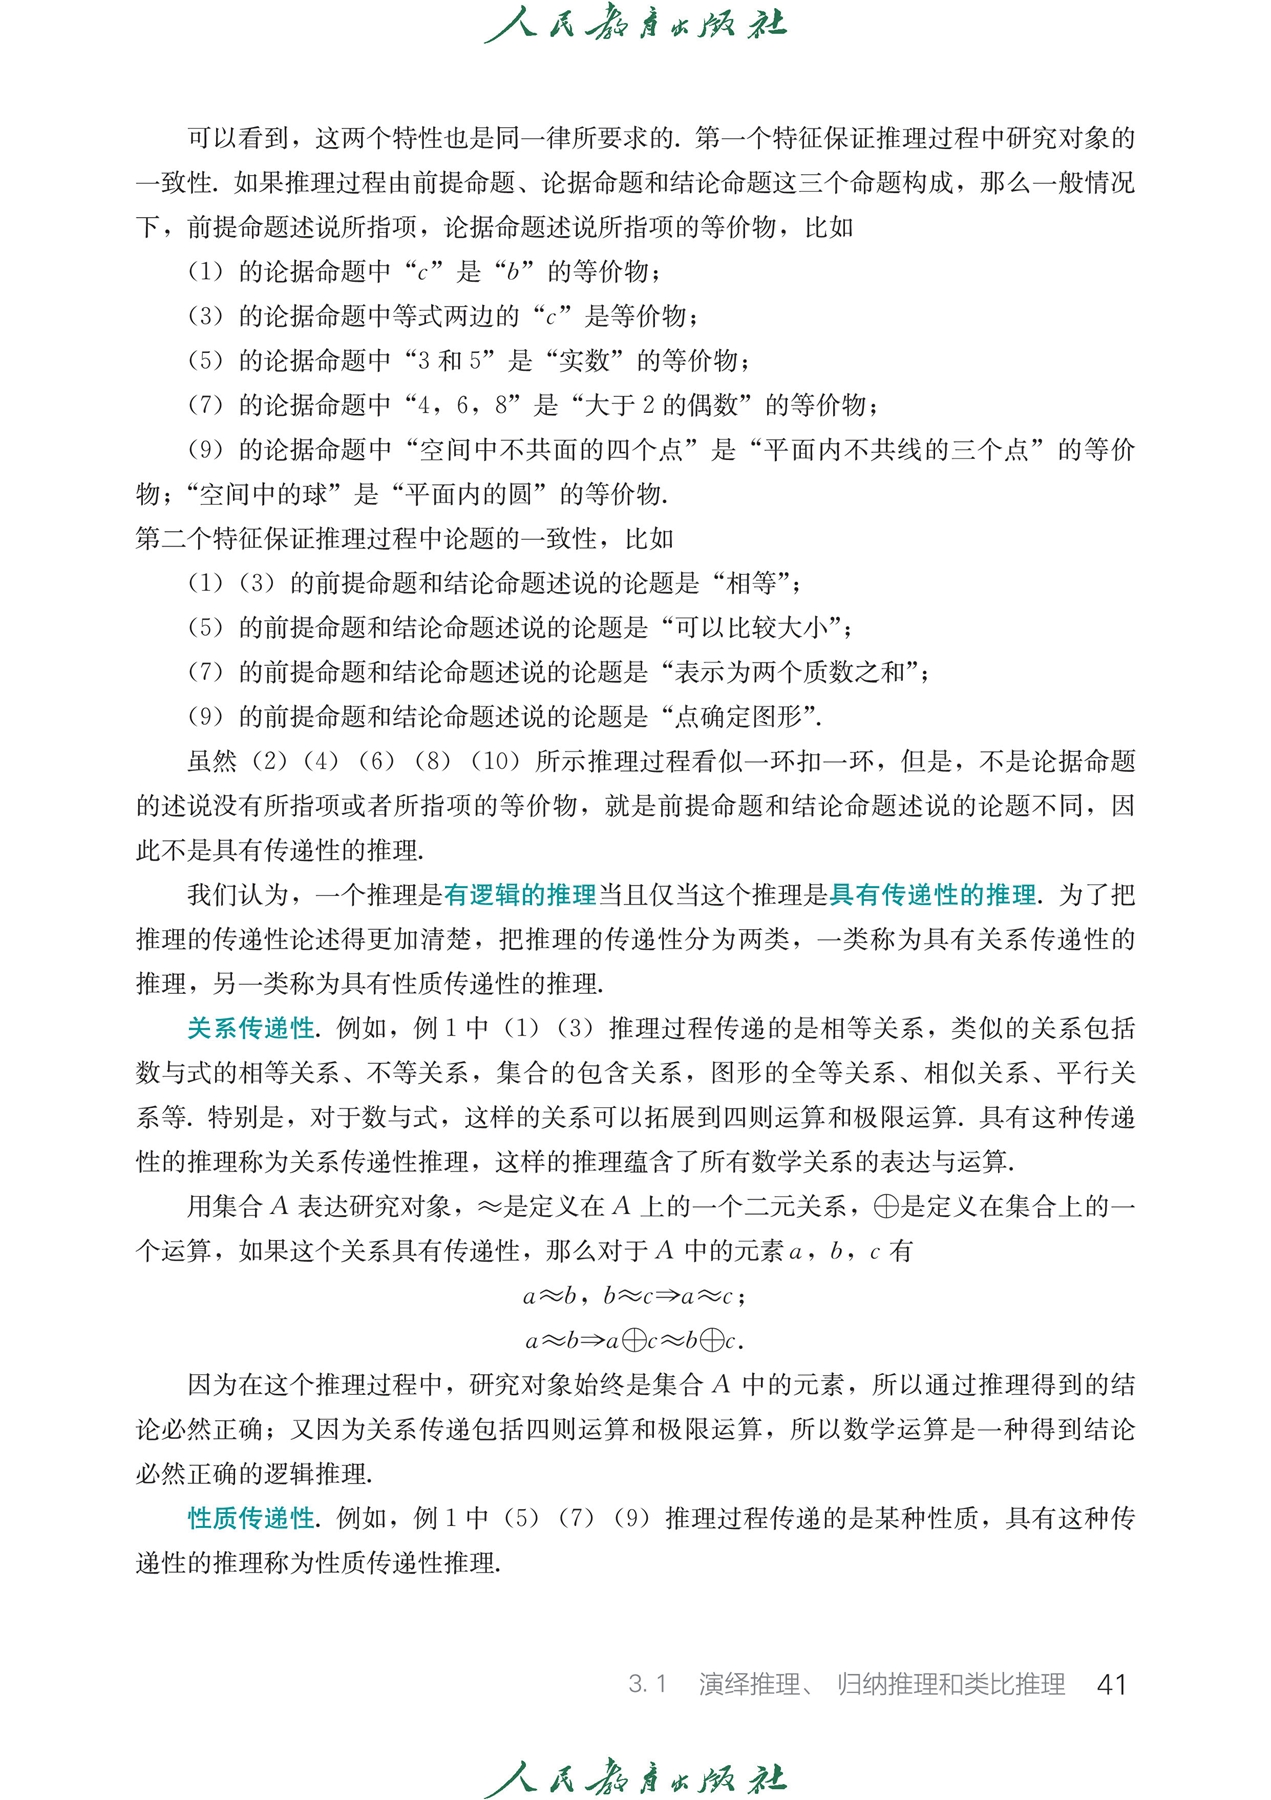 人民教育出版社
可以看到，这两个特性也是同一律所要求的. 第一个特征保证推理过程中研究对象的
一致性. 如果推理过程由前提命题、论据命题和结论命题这三个命题构成，那么一般情况
下，前提命题述说所指项，论据命题述说所指项的等价物，比如
（1）的论据命题中“c”是“b”的等价物；
（3）的论据命题中等式两边的“c”是等价物；
（5）的论据命题中“3 和 5”是“实数”的等价物；
（7）的论据命题中“4，6，8”是“大于 2 的偶数”的等价物；
（9）的论据命题中“空间中不共面的四个点”是“平面内不共线的三个点”的等价
物；“空间中的球”是“平面内的圆”的等价物.
第二个特征保证推理过程中论题的一致性，比如
（1）（3）的前提命题和结论命题述说的论题是“相等”；
（5）的前提命题和结论命题述说的论题是“可以比较大小”；
（7）的前提命题和结论命题述说的论题是“表示为两个质数之和”；
（9）的前提命题和结论命题述说的论题是“点确定图形”.
虽然（2）（4）（6）（8）（10）所示推理过程看似一环扣一环，但是，不是论据命题
的述说没有所指项或者所指项的等价物，就是前提命题和结论命题述说的论题不同，因
此不是具有传递性的推理.
我们认为，一个推理是有逻辑的推理当且仅当这个推理是具有传递性的推理. 为了把
推理的传递性论述得更加清楚，把推理的传递性分为两类，一类称为具有关系传递性的
推理，另一类称为具有性质传递性的推理.
关系传递性. 例如，例 1 中（1）（3）推理过程传递的是相等关系，类似的关系包括
数与式的相等关系、不等关系，集合的包含关系，图形的全等关系、相似关系、平行关
系等. 特别是，对于数与式，这样的关系可以拓展到四则运算和极限运算. 具有这种传递
性的推理称为关系传递性推理，这样的推理蕴含了所有数学关系的表达与运算.
用集合 A 表达研究对象，≈是定义在 A 上的一个二元关系，⊕是定义在集合上的一
个运算，如果这个关系具有传递性，那么对于 A 中的元素 a，b，c 有
a≈b，b≈c⇒a≈c；
a≈b⇒a⊕c≈b⊕c.
因为在这个推理过程中，研究对象始终是集合 A 中的元素，所以通过推理得到的结
论必然正确；又因为关系传递包括四则运算和极限运算，所以数学运算是一种得到结论
必然正确的逻辑推理.
性质传递性. 例如，例 1 中（5）（7）（9）推理过程传递的是某种性质，具有这种传
递性的推理称为性质传递性推理.
3.1 演绎推理、 归纳推理和类比推理 41
人民教育出版社